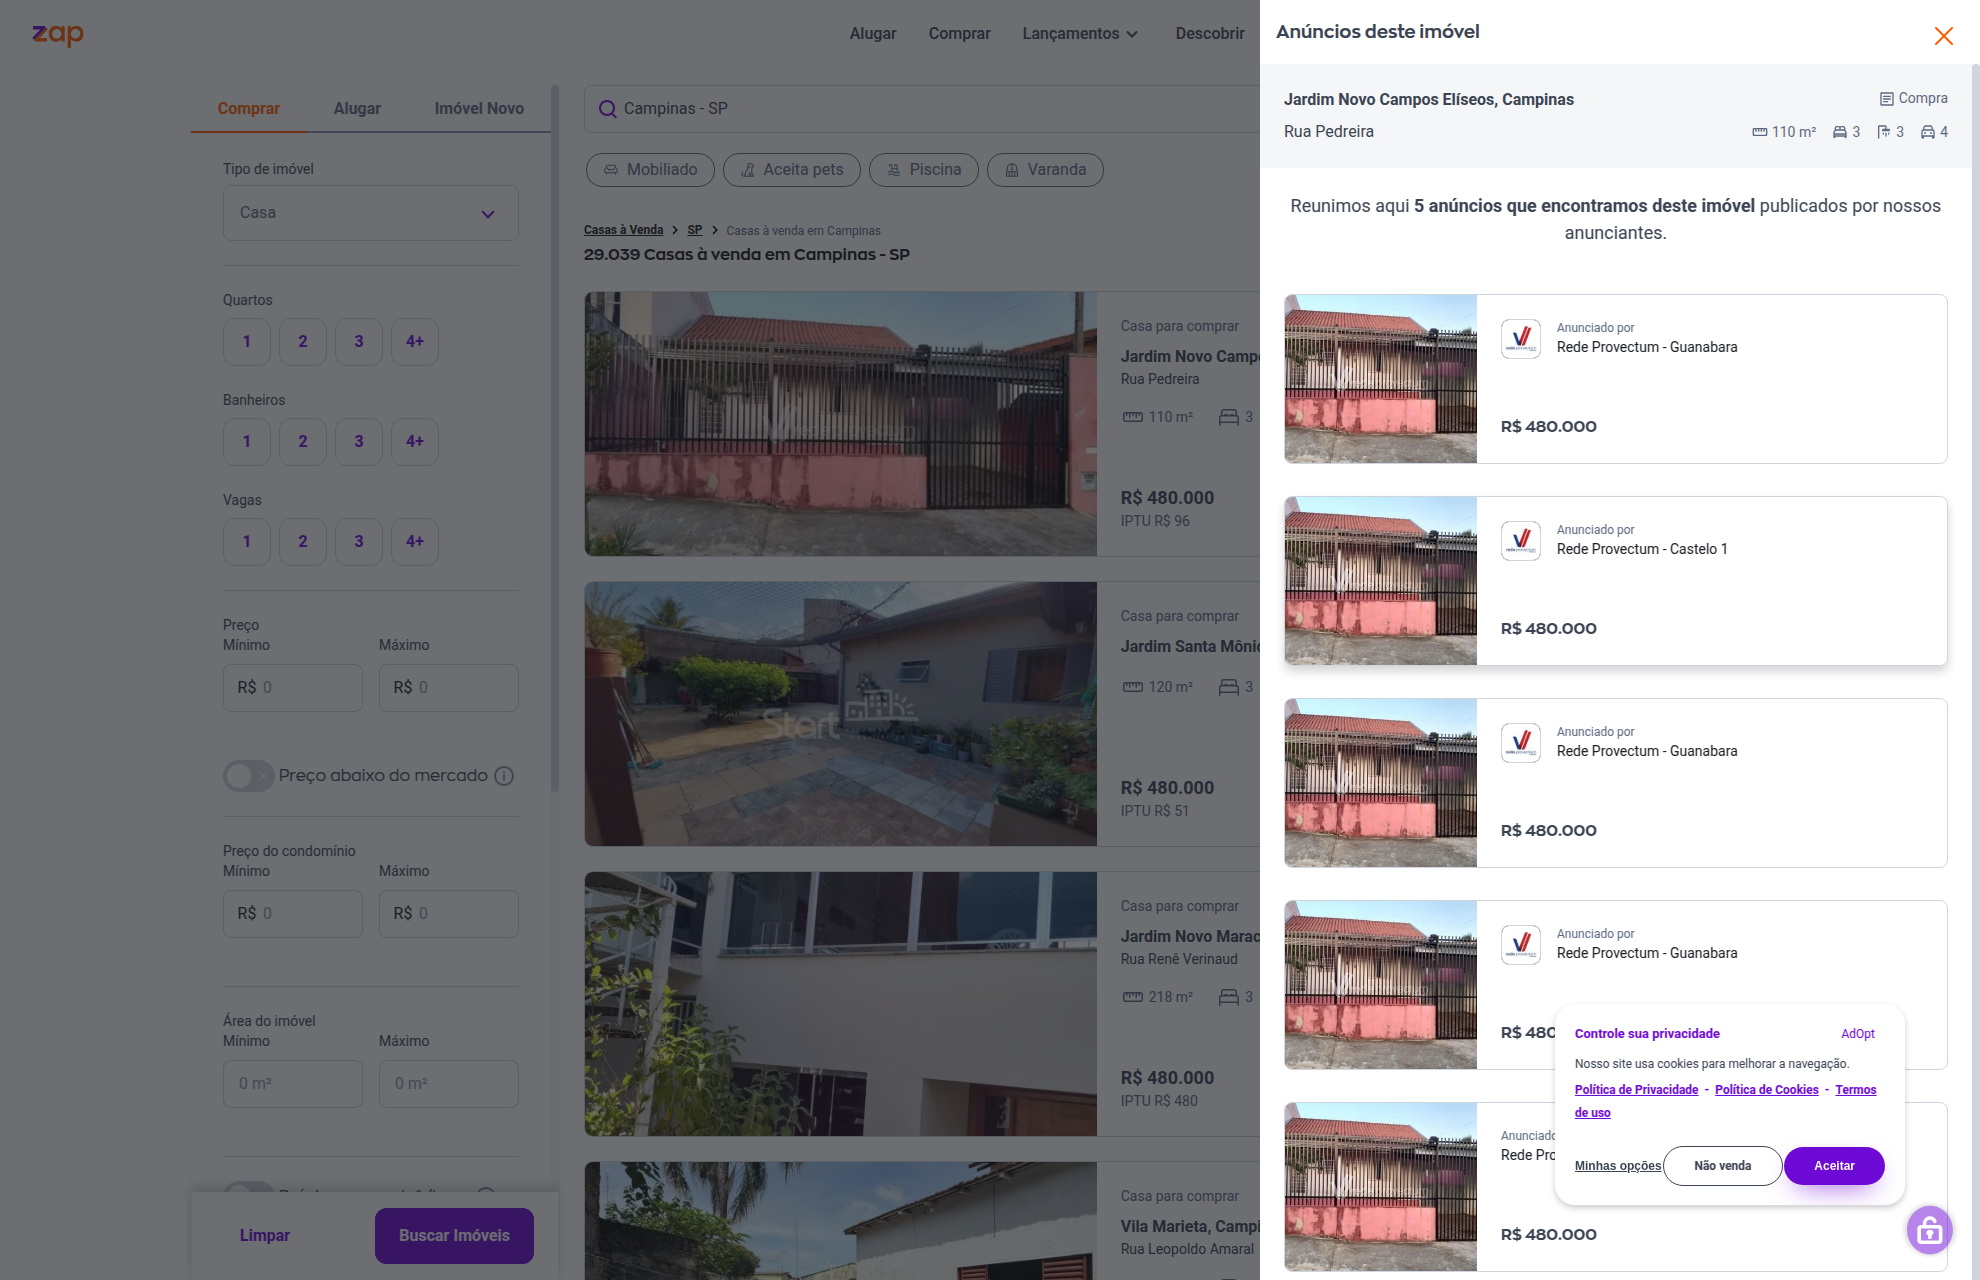 zap
Alugar
Comprar
Lançamentos
Descobrir
Comprar
Alugar
Imóvel Novo
Tipo de imóvel
Casa
Quartos
1
2
3
4+
Banheiros
1
2
3
4+
Vagas
1
2
3
4+
Preço
Mínimo
Máximo
R$ 0
R$ 0
Preço abaixo do mercado
Preço do condomínio
Mínimo
Máximo
R$ 0
R$ 0
Área do imóvel
Mínimo
Máximo
0 m²
0 m²
Limpar
Buscar Imóveis
Campinas - SP
Mobiliado
Aceita pets
Piscina
Varanda
Casas à Venda
SP
Casas à venda em Campinas
29.039 Casas à venda em Campinas - SP
Casa para comprar
Jardim Novo Campo
Rua Pedreira
110 m²
3
R$ 480.000
IPTU R$ 96
Start
Casa para comprar
Jardim Santa Môni
120 m²
3
R$ 480.000
IPTU R$ 51
Casa para comprar
Jardim Novo Marac
Rua Renê Verinaud
218 m²
3
R$ 480.000
IPTU R$ 480
Casa para comprar
Vila Marieta, Campi
Rua Leopoldo Amaral
Anúncios deste imóvel
Jardim Novo Campos Elíseos, Campinas
Compra
Rua Pedreira
110 m²
3
3
4
Reunimos aqui 5 anúncios que encontramos deste imóvel publicados por nossos
anunciantes.
Anunciado por
Rede Provectum - Guanabara
R$ 480.000
Anunciado por
Rede Provectum - Castelo 1
R$ 480.000
Anunciado por
Rede Provectum - Guanabara
R$ 480.000
Anunciado por
Rede Provectum - Guanabara
R$ 480
Anunciado
Rede Pro
R$ 480.000
Controle sua privacidade
AdOpt
Nosso site usa cookies para melhorar a navegação.
Política de Privacidade - Política de Cookies - Termos
de uso
Minhas opções
Não venda
Aceitar